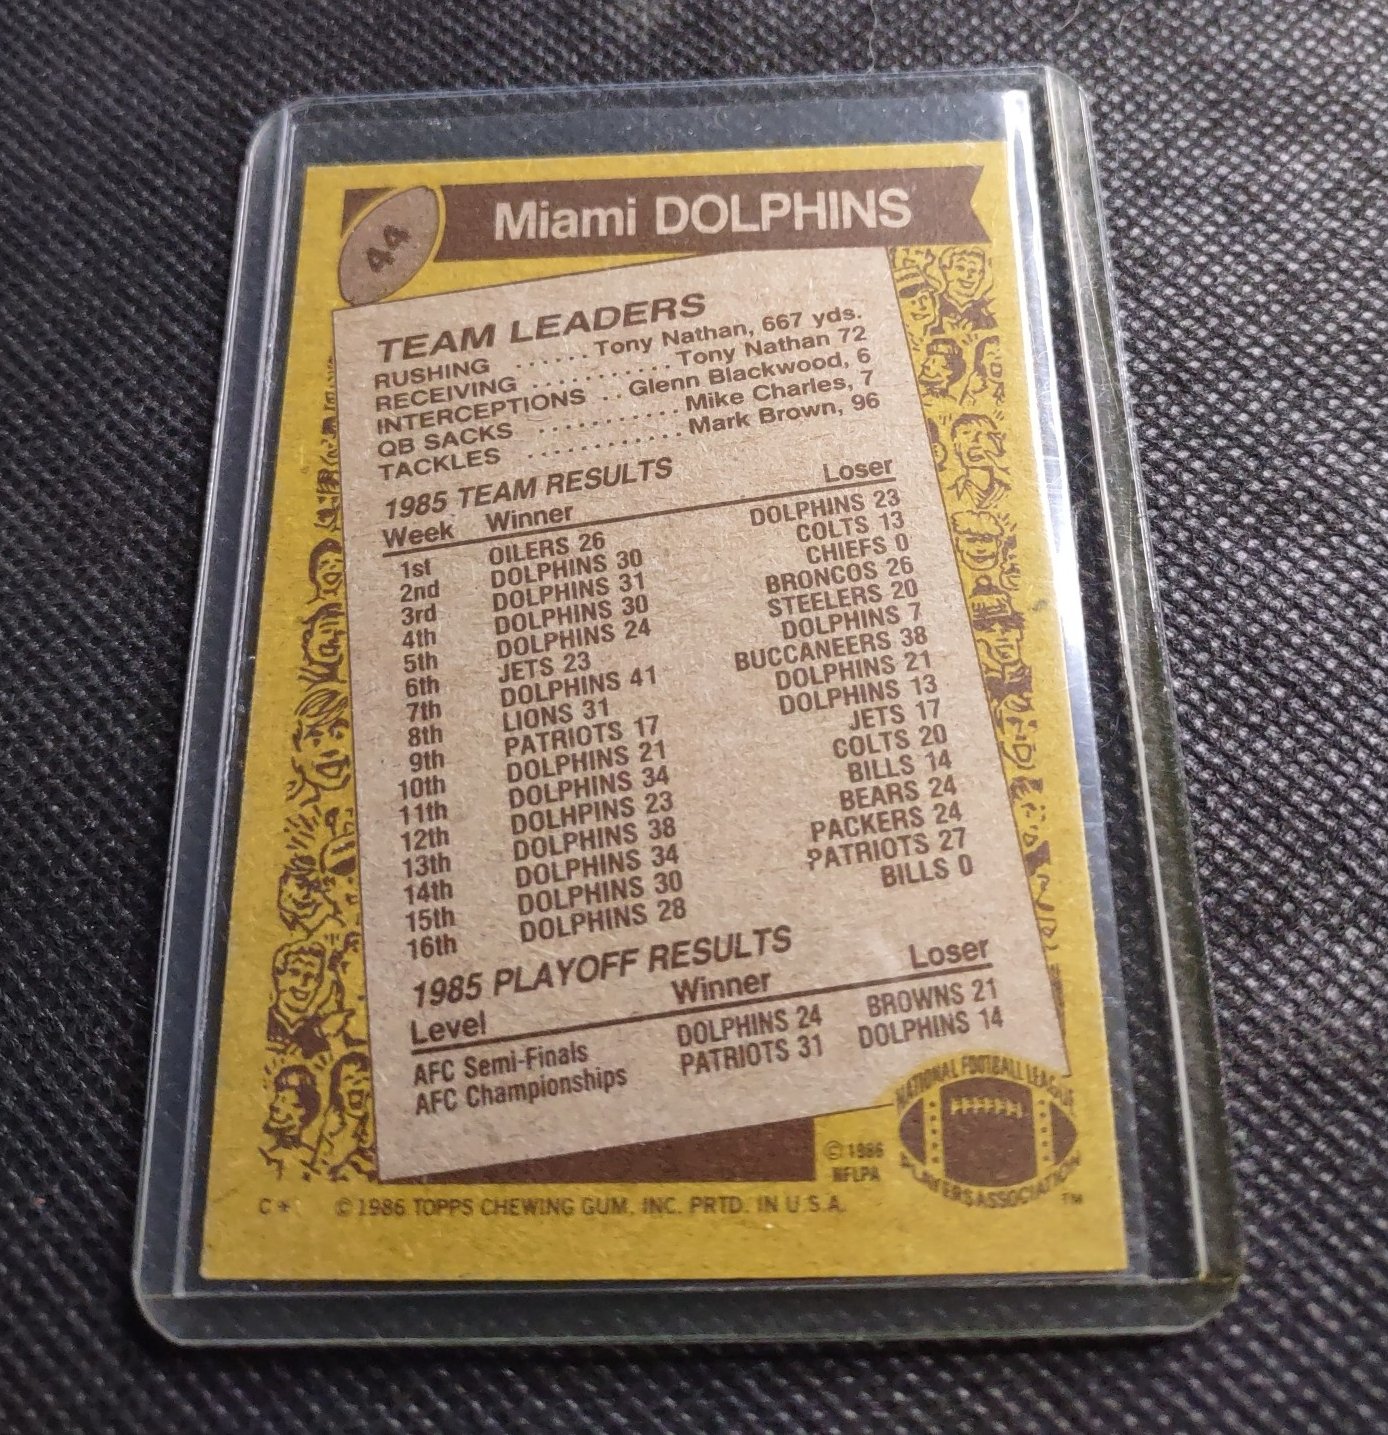 44
Miami DOLPHINS
TEAM LEADERS
RUSHING ...... Tony Nathan, 667 yds.
RECEIVING ........... Tony Nathan 72
INTERCEPTIONS .. Glenn Blackwood, 6
QB SACKS .......... Mike Charles, 7
TACKLES ........... Mark Brown, 96
1985 TEAM RESULTS
Week Winner Loser
1st OILERS 26 DOLPHINS 23
2nd DOLPHINS 30 COLTS 13
3rd DOLPHINS 31 CHIEFS 0
4th DOLPHINS 30 BRONCOS 26
5th DOLPHINS 24 STEELERS 20
6th JETS 23 DOLPHINS 7
7th DOLPHINS 41 BUCCANEERS 38
8th LIONS 31 DOLPHINS 21
9th PATRIOTS 17 DOLPHINS 13
10th DOLPHINS 21 JETS 17
11th DOLPHINS 34 COLTS 20
12th DOLHPINS 23 BILLS 14
13th DOLPHINS 38 BEARS 24
14th DOLPHINS 34 PACKERS 24
15th DOLPHINS 30 PATRIOTS 27
16th DOLPHINS 28 BILLS 0
1985 PLAYOFF RESULTS
Level Winner Loser
AFC Semi-Finals DOLPHINS 24 BROWNS 21
AFC Championships PATRIOTS 31 DOLPHINS 14
NATIONAL FOOTBALL LEAGUE
PLAYERS ASSOCIATION
TM
© 1986
NFLPA
C* © 1986 TOPPS CHEWING GUM, INC. PRTD. IN U.S.A.